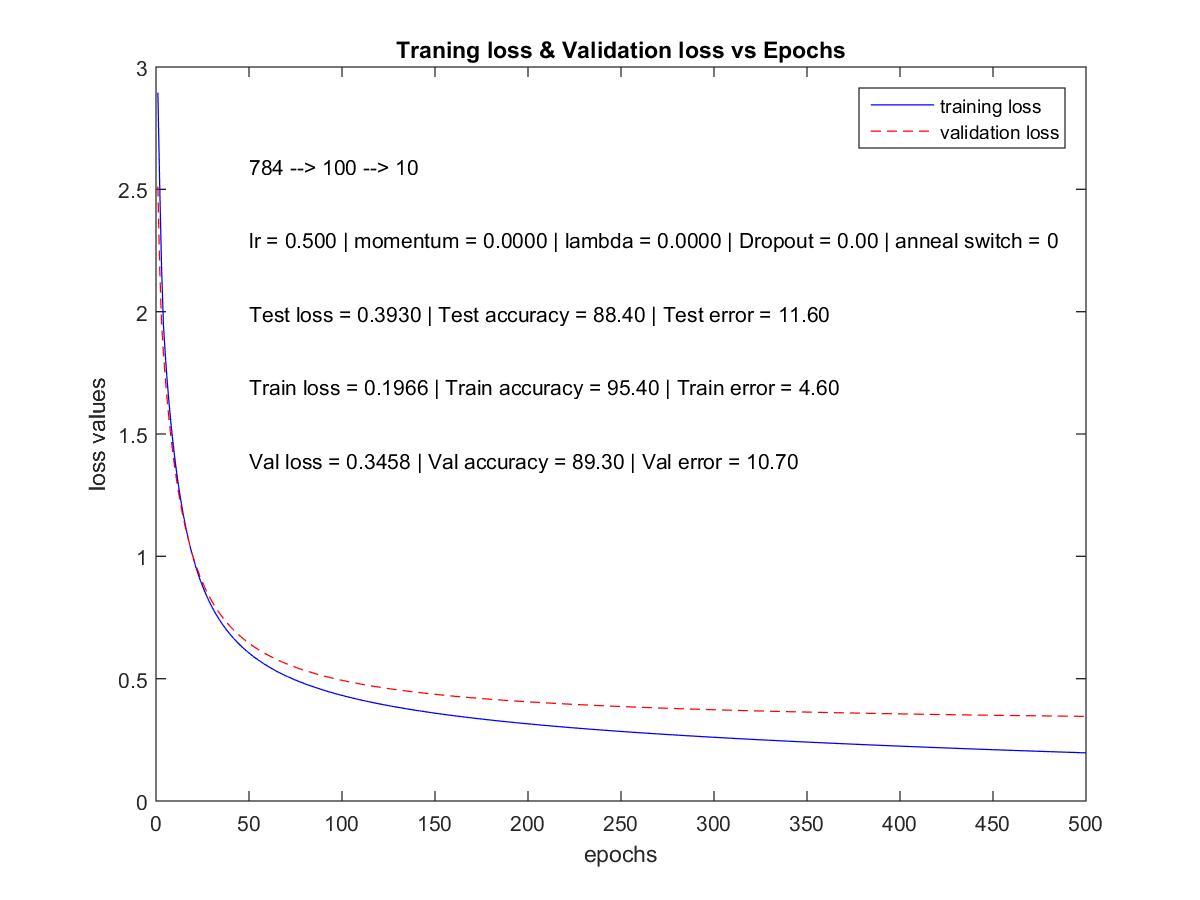 Traning loss & Validation loss vs Epochs
training loss
validation loss
784 --> 100 --> 10
lr = 0.500 | momentum = 0.0000 | lambda = 0.0000 | Dropout = 0.00 | anneal switch = 0
Test loss = 0.3930 | Test accuracy = 88.40 | Test error = 11.60
Train loss = 0.1966 | Train accuracy = 95.40 | Train error = 4.60
Val loss = 0.3458 | Val accuracy = 89.30 | Val error = 10.70
loss values
3
2.5
2
1.5
1
0.5
0
0 50 100 150 200 250 300 350 400 450 500
epochs